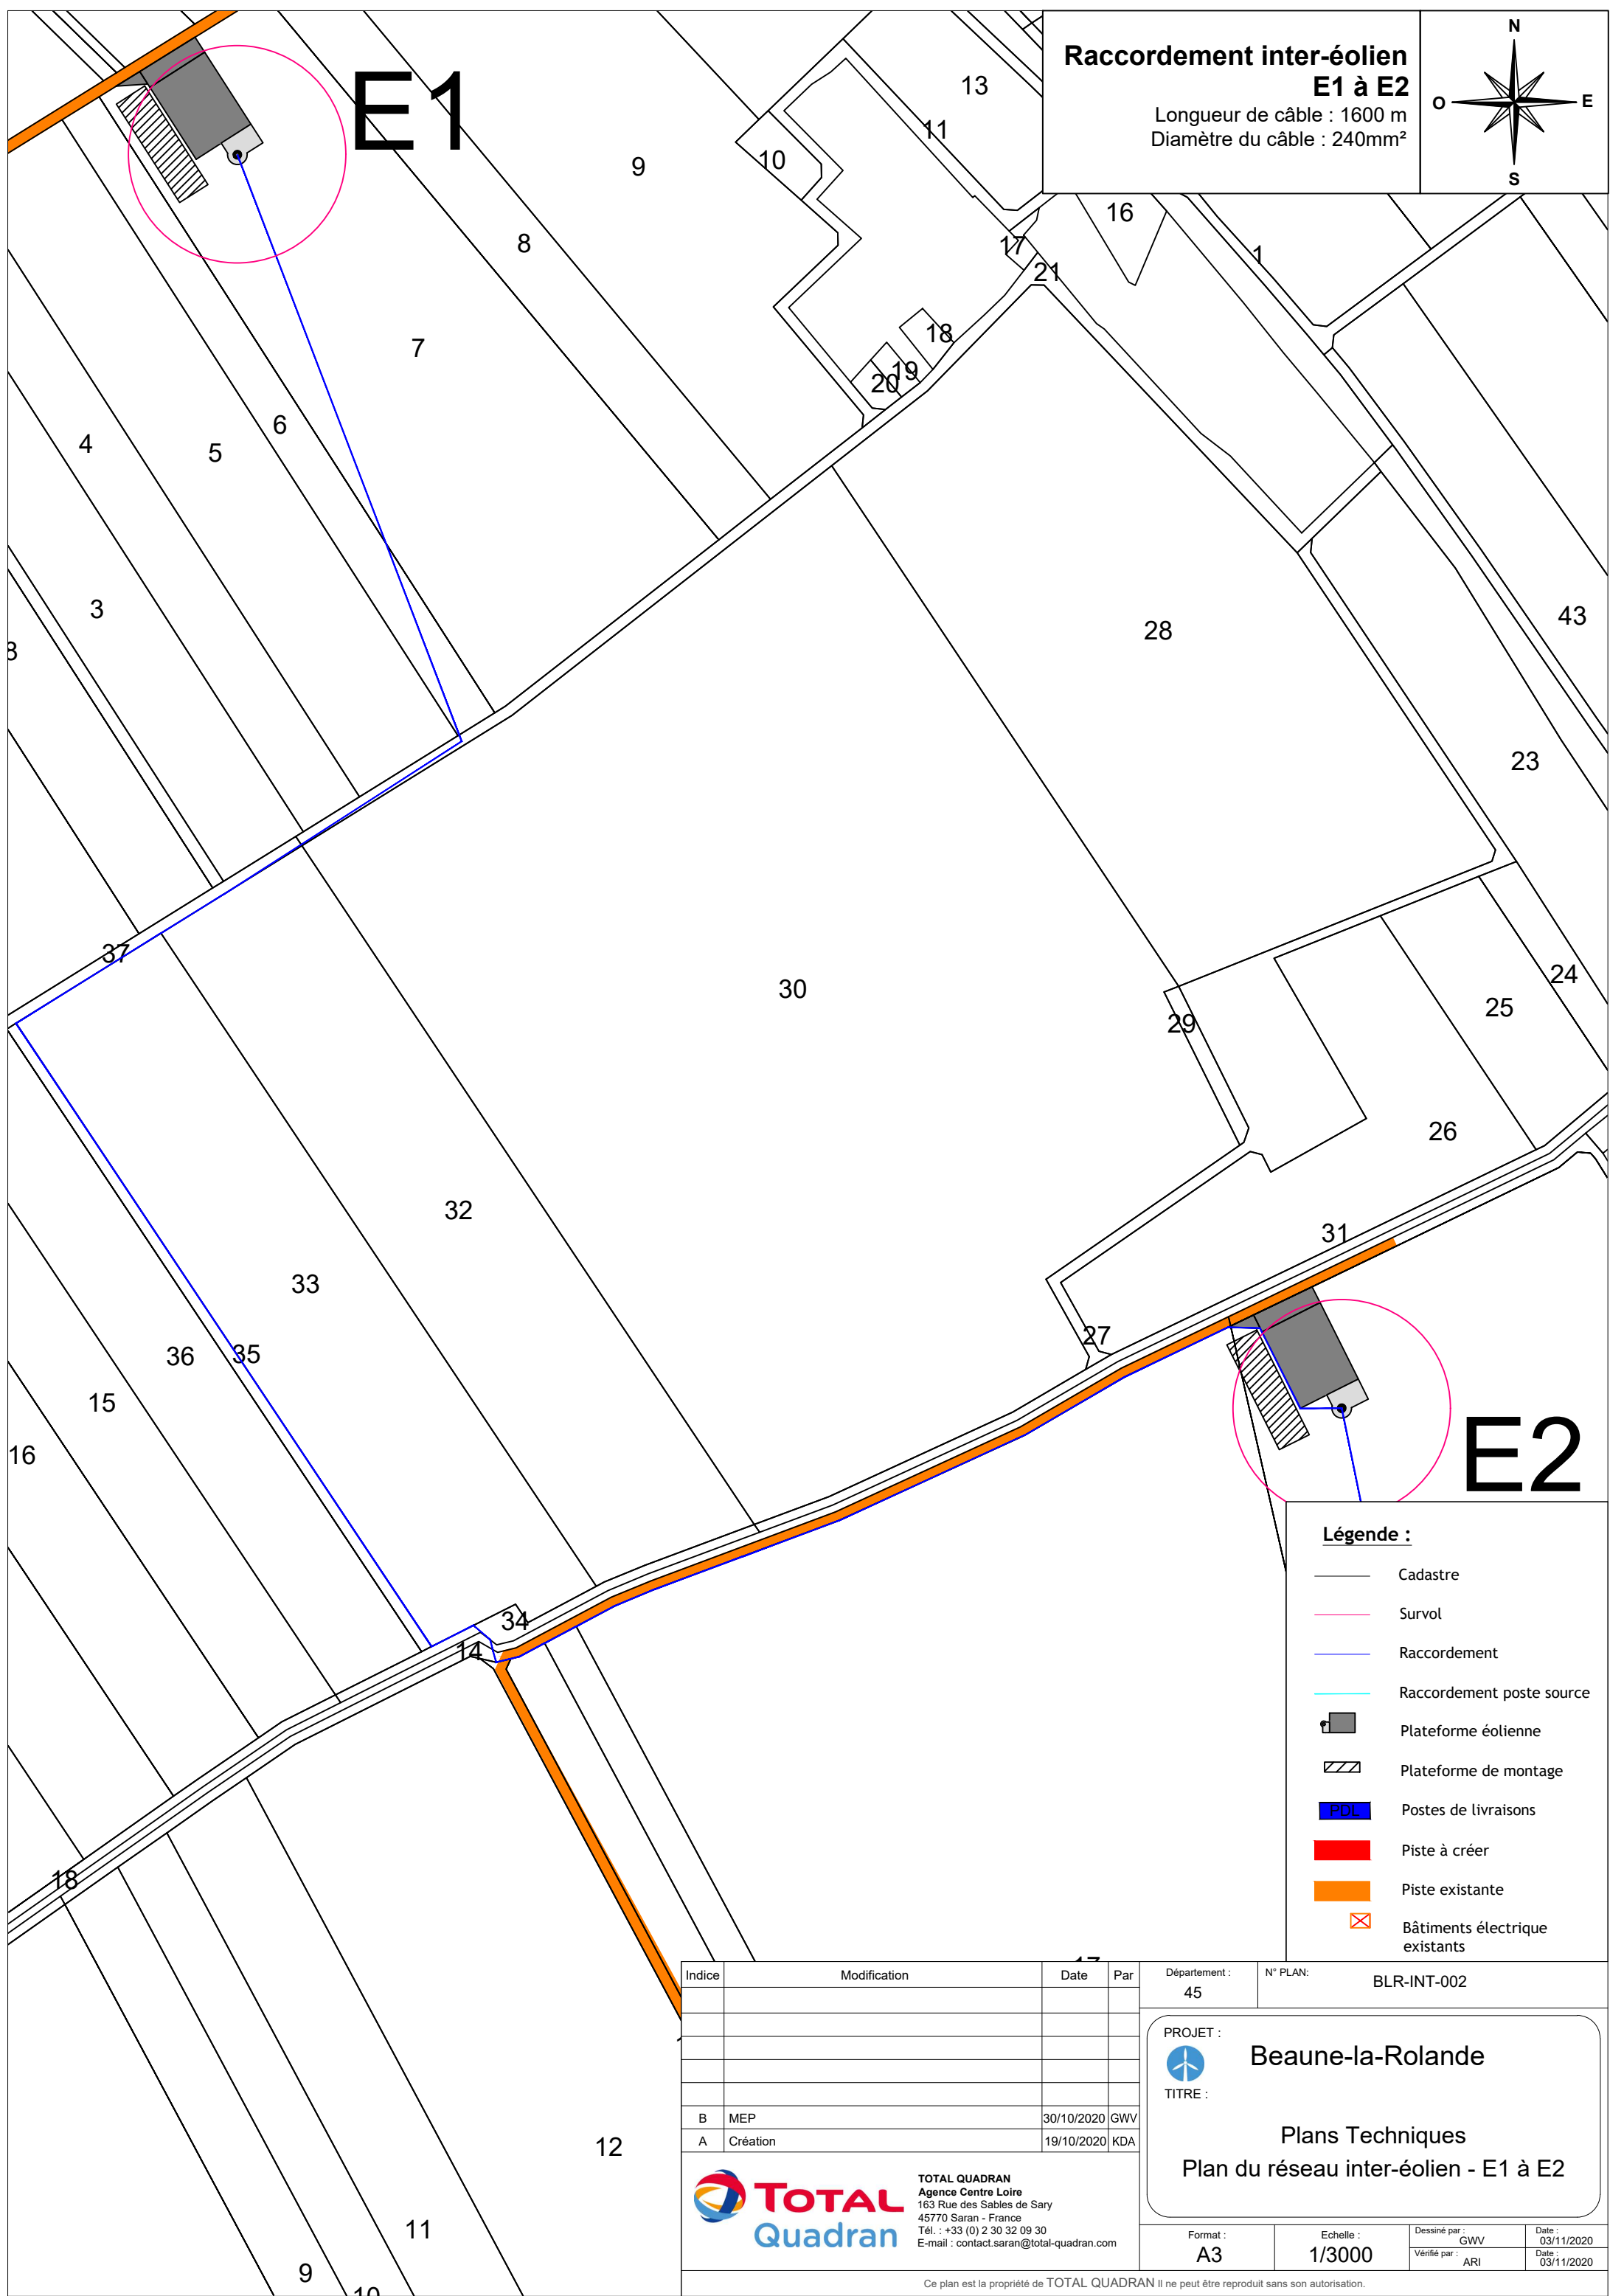 E1
Raccordement inter-éolien
E1 à E2
Longueur de câble : 1600 m
Diamètre du câble : 240mm²
N
O
E
S
13
11
10
9
16
17
1
21
8
18
19
20
7
6
5
4
3
8
28
43
23
37
30
24
25
29
26
32
31
33
27
36
35
15
16
E2
34
14
18
12
11
9
10
17
Légende :
Cadastre
Survol
Raccordement
Raccordement poste source
Plateforme éolienne
Plateforme de montage
PDL
Postes de livraisons
Piste à créer
Piste existante
Bâtiments électrique
existants
Indice Modification Date Par
B MEP 30/10/2020 GWV
A Création 19/10/2020 KDA
Département :
45
N° PLAN:
BLR-INT-002
PROJET :
Beaune-la-Rolande
TITRE :
Plans Techniques
Plan du réseau inter-éolien - E1 à E2
TOTAL
Quadran
TOTAL QUADRAN
Agence Centre Loire
163 Rue des Sables de Sary
45770 Saran - France
Tél. : +33 (0) 2 30 32 09 30
E-mail : contact.saran@total-quadran.com
Format :
A3
Echelle :
1/3000
Dessiné par :
GWV
Date :
03/11/2020
Vérifié par :
ARI
Date :
03/11/2020
Ce plan est la propriété de TOTAL QUADRAN Il ne peut être reproduit sans son autorisation.